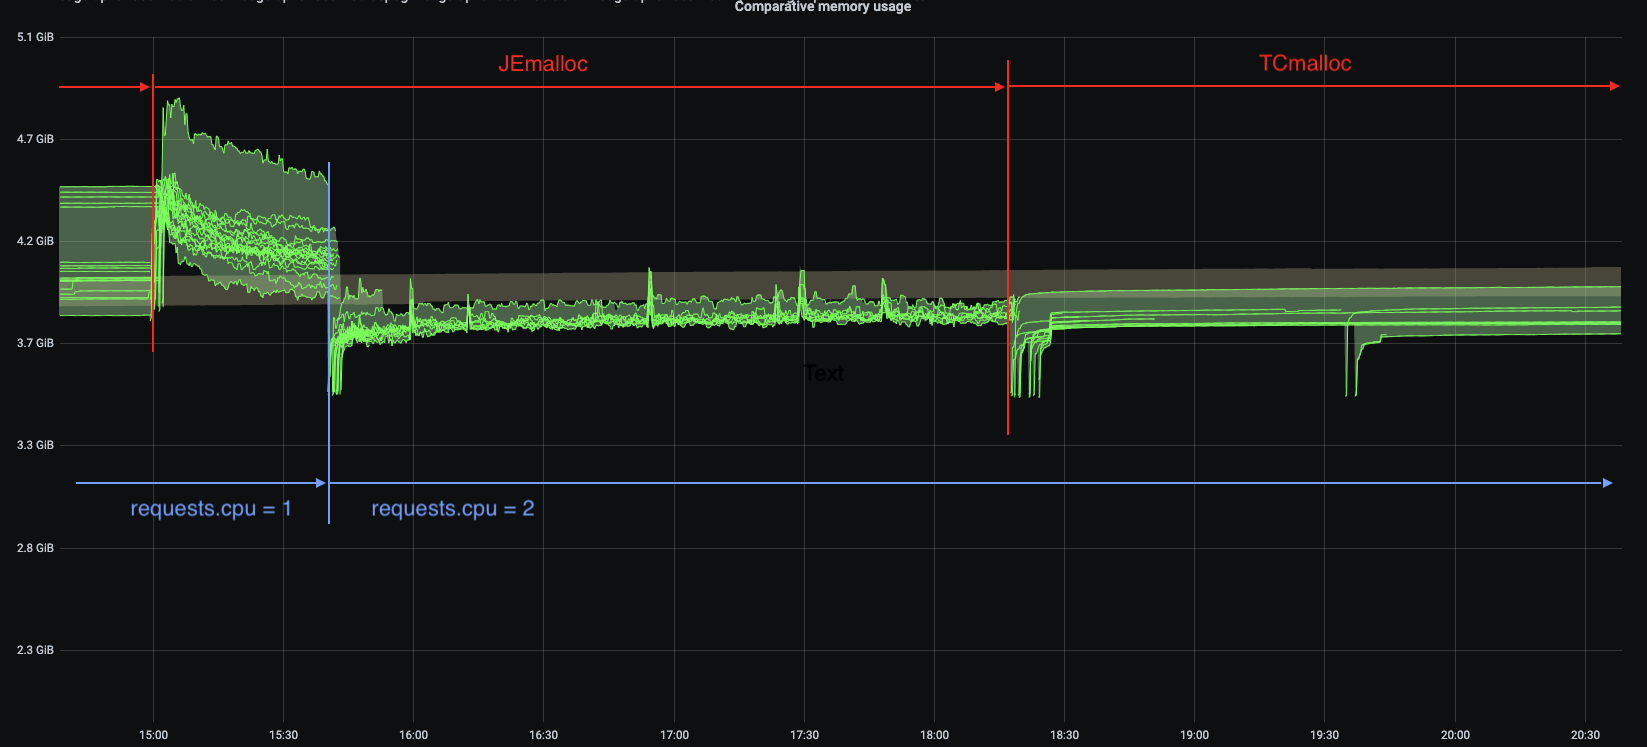 Comparative memory usage
5.1 GiB
JEmalloc
TCmalloc
4.7 GiB
4.2 GiB
3.7 GiB
Text
3.3 GiB
requests.cpu = 1
requests.cpu = 2
2.8 GiB
2.3 GiB
15:00 15:30 16:00 16:30 17:00 17:30 18:00 18:30 19:00 19:30 20:00 20:30